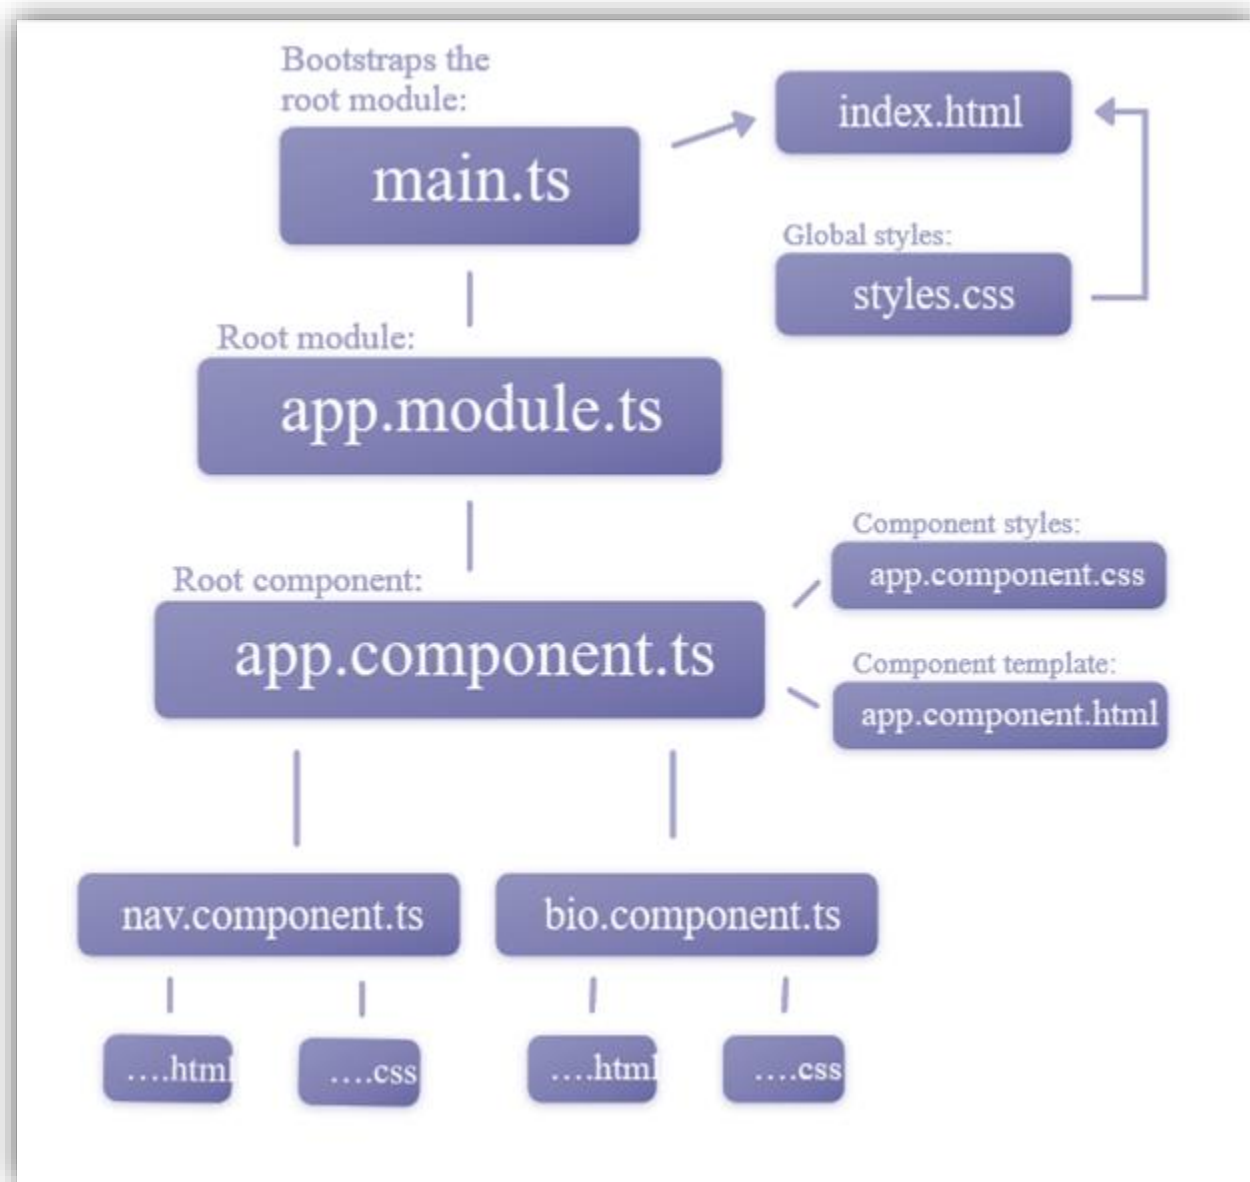 Bootstraps the
root module:
main.ts
index.html
Global styles:
styles.css
Root module:
app.module.ts
Root component:
app.component.ts
Component styles:
app.component.css
Component template:
app.component.html
nav.component.ts
bio.component.ts
....html
....css
....html
....css